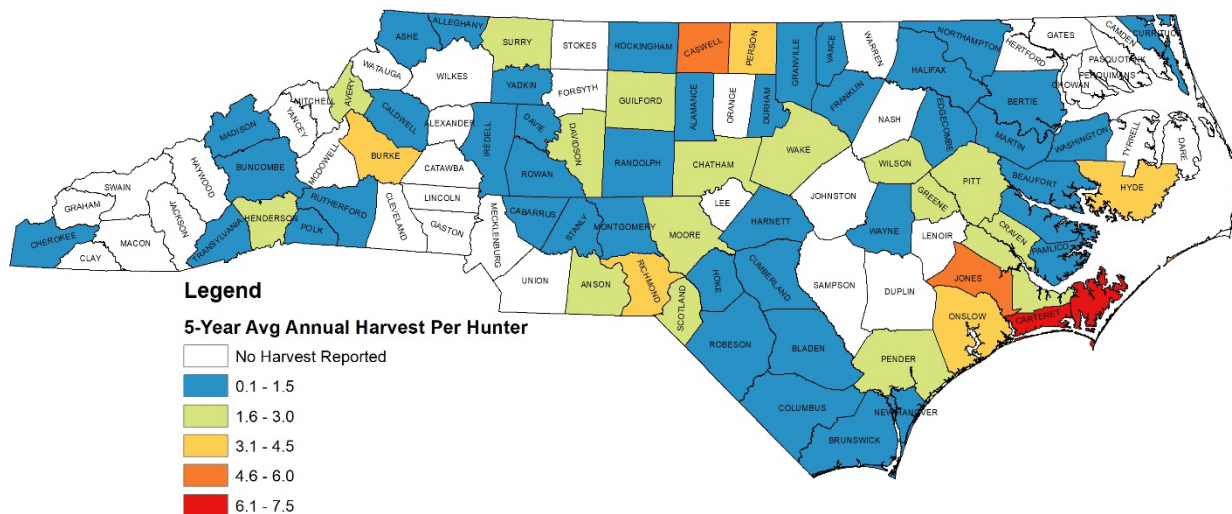 ALLEGHANY
ASHE
SURRY
STOKES
ROCKINGHAM
CASWELL
PERSON
GRANVILLE
VANCE
WARREN
NORTHAMPTON
HERTFORD
GATES
CAMDEN
CURRITUCK
PASQUOTANK
PERQUIMANS
CHOWAN
WATAUGA
WILKES
YADKIN
FORSYTH
GUILFORD
ALAMANCE
ORANGE
DURHAM
FRANKLIN
HALIFAX
BERTIE
MITCHELL
AVERY
YANCEY
CALDWELL
ALEXANDER
IREDELL
DAVIE
DAVIDSON
RANDOLPH
CHATHAM
WAKE
NASH
EDGECOMBE
MARTIN
WASHINGTON
TYRRELL
DARE
MADISON
BUNCOMBE
HAYWOOD
MCDOWELL
BURKE
CATAWBA
ROWAN
WILSON
PITT
BEAUFORT
HYDE
SWAIN
GRAHAM
JACKSON
HENDERSON
RUTHERFORD
CLEVELAND
LINCOLN
GASTON
MECKLENBURG
CABARRUS
STANLY
MONTGOMERY
MOORE
LEE
HARNETT
JOHNSTON
WAYNE
GREENE
LENOIR
CRAVEN
PAMLICO
CHEROKEE
CLAY
MACON
TRANSYLVANIA
POLK
UNION
ANSON
RICHMOND
SCOTLAND
HOKE
CUMBERLAND
SAMPSON
DUPLIN
JONES
ONSLOW
CARTERET
ROBESON
BLADEN
PENDER
COLUMBUS
BRUNSWICK
NEW HANOVER
Legend
5-Year Avg Annual Harvest Per Hunter
No Harvest Reported
0.1 - 1.5
1.6 - 3.0
3.1 - 4.5
4.6 - 6.0
6.1 - 7.5